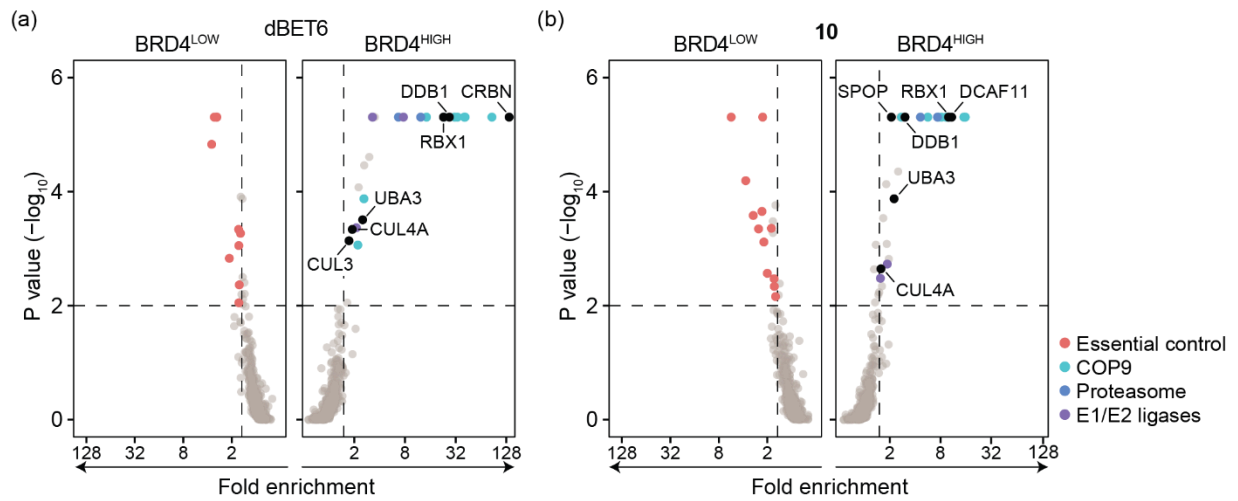 (a)
dBET6
BRD4ᴸᴼᵂ
BRD4ᴴᴵᴳᴴ
P value (−log₁₀)
6
4
2
0
DDB1
CRBN
RBX1
UBA3
CUL4A
CUL3
128
32
8
2
2
8
32
128
Fold enrichment
(b)
10
BRD4ᴸᴼᵂ
BRD4ᴴᴵᴳᴴ
P value (−log₁₀)
6
4
2
0
SPOP
RBX1
DCAF11
DDB1
UBA3
CUL4A
128
32
8
2
2
8
32
128
Fold enrichment
Essential control
COP9
Proteasome
E1/E2 ligases